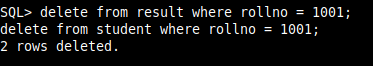 SQL> delete from result where rollno = 1001;
delete from student where rollno = 1001;
2 rows deleted.